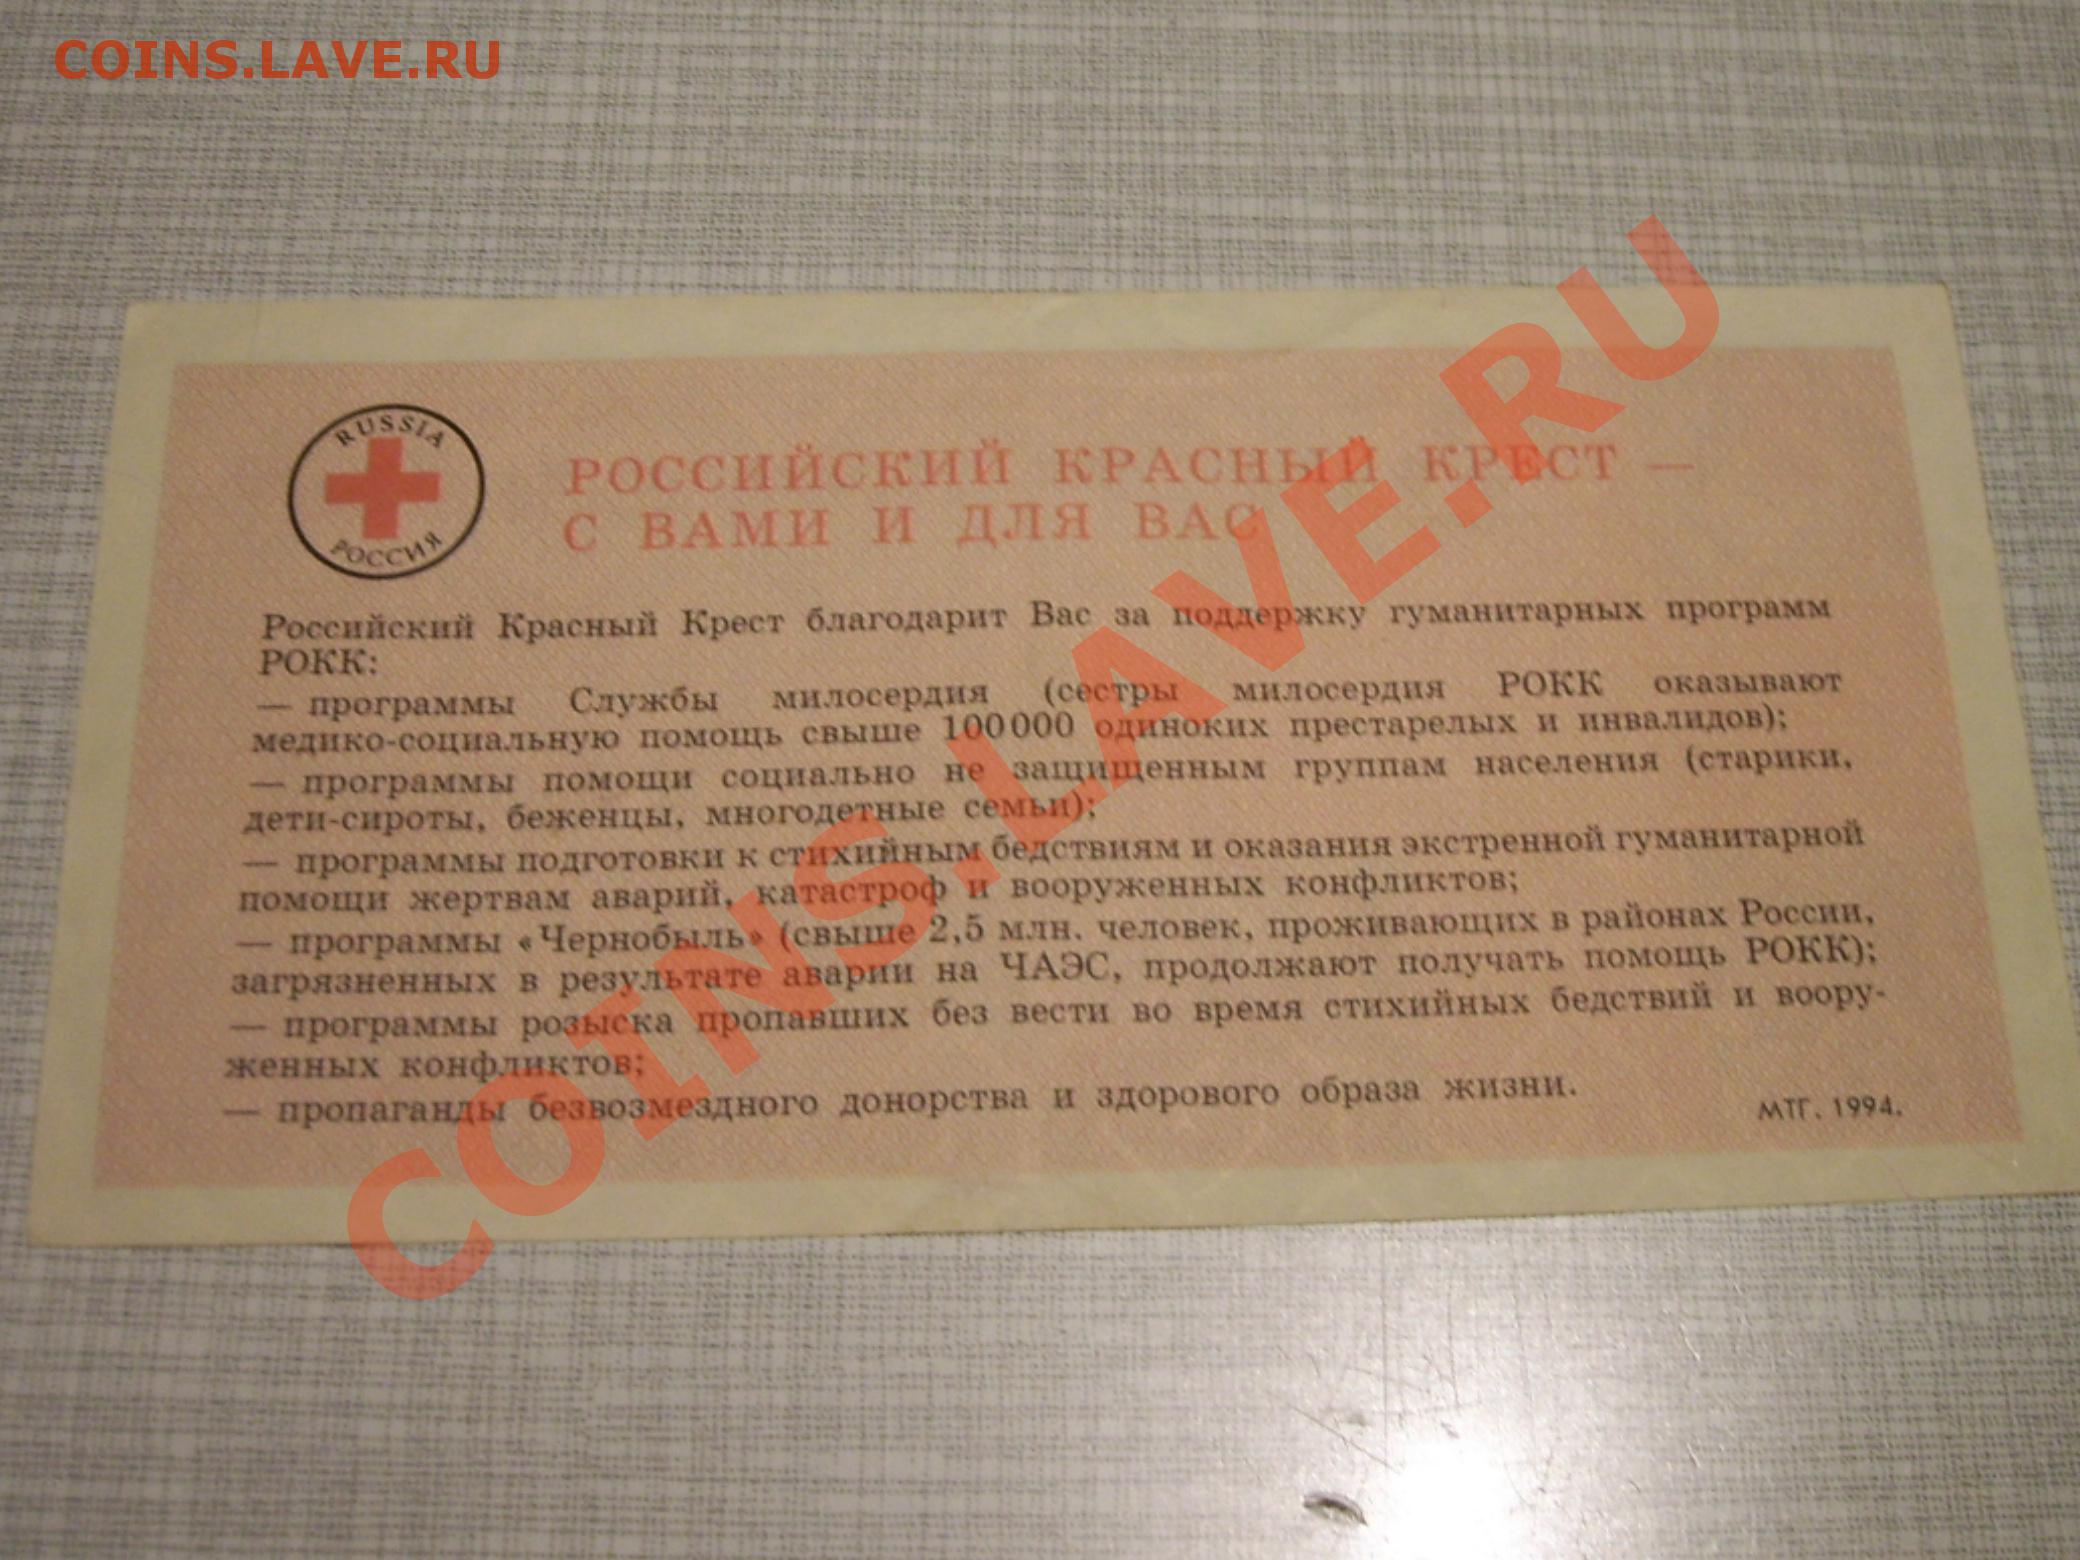 COINS.LAVE.RU
RUSSIA
РОССИЯ
РОССИЙСКИЙ КРАСНЫЙ КРЕСТ —
С ВАМИ И ДЛЯ ВАС
Российский Красный Крест благодарит Вас за поддержку гуманитарных программ
РОКК:
— программы Службы милосердия (сестры милосердия РОКК оказывают
медико-социальную помощь свыше 100000 одиноких престарелых и инвалидов);
— программы помощи социально не защищенным группам населения (старики,
дети-сироты, беженцы, многодетные семьи);
— программы подготовки к стихийным бедствиям и оказания экстренной гуманитарной
помощи жертвам аварий, катастроф и вооруженных конфликтов;
— программы «Чернобыль» (свыше 2,5 млн. человек, проживающих в районах России,
загрязненных в результате аварии на ЧАЭС, продолжают получать помощь РОКК);
— программы розыска пропавших без вести во время стихийных бедствий и воору-
женных конфликтов;
— пропаганды безвозмездного донорства и здорового образа жизни.
МТГ. 1994.
COINS.LAVE.RU